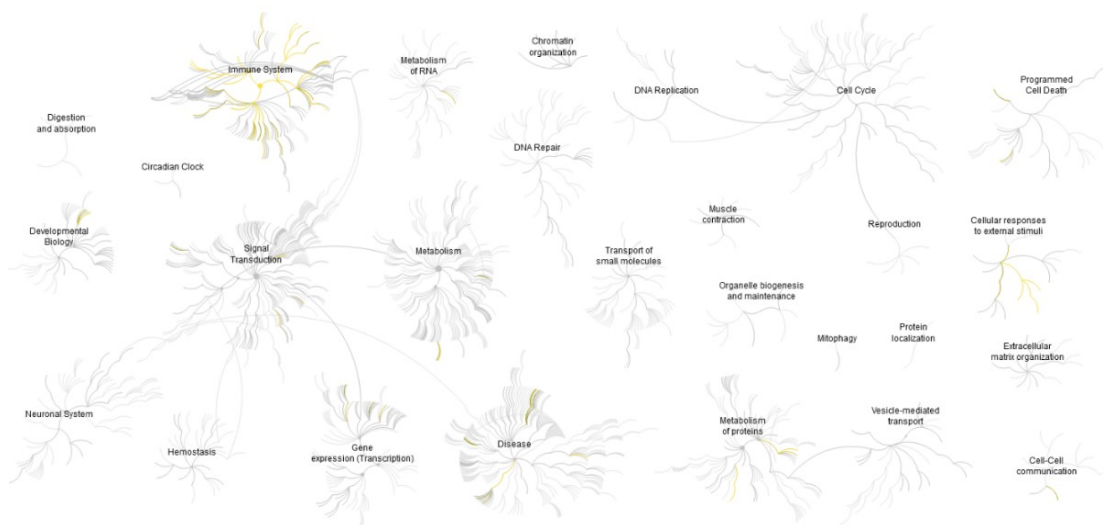 Immune System
Metabolism
of RNA
Chromatin
organization
DNA Replication
Cell Cycle
Programmed
Cell Death
Digestion
and absorption
Circadian Clock
DNA Repair
Developmental
Biology
Signal
Transduction
Metabolism
Transport of
small molecules
Muscle
contraction
Reproduction
Cellular responses
to external stimuli
Organelle biogenesis
and maintenance
Mitophagy
Protein
localization
Extracellular
matrix organization
Neuronal System
Hemostasis
Gene
expression (Transcription)
Disease
Metabolism
of proteins
Vesicle-mediated
transport
Cell-Cell
communication